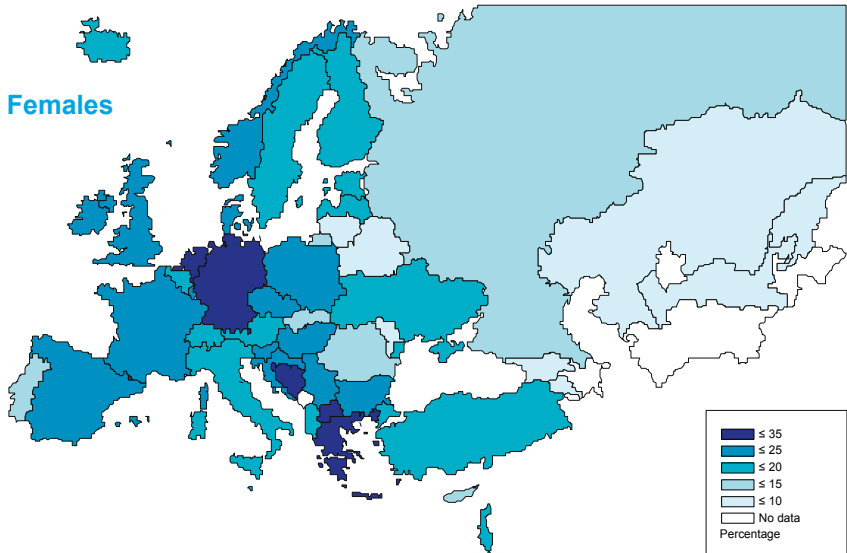 Females
≤ 35
≤ 25
≤ 20
≤ 15
≤ 10
No data
Percentage